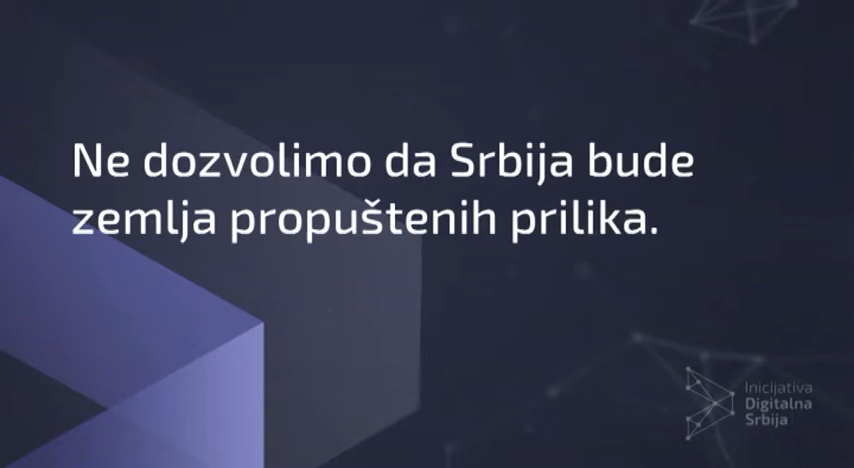 Ne dozvolimo da Srbija bude
zemlja propuštenih prilika.
Inicijativa
Digitalna
Srbija